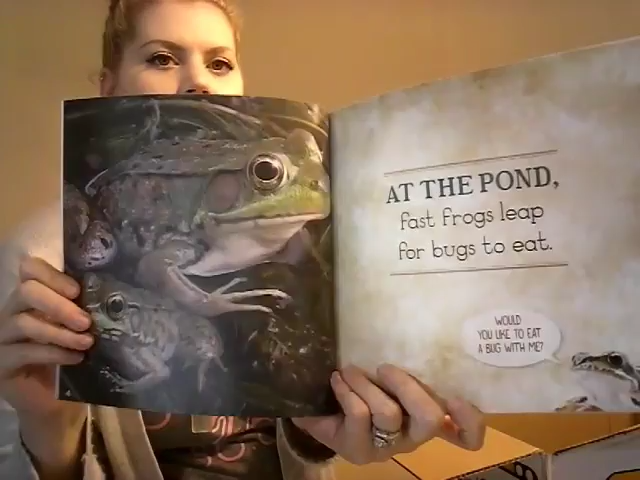 AT THE POND,
fast frogs leap
for bugs to eat.
WOULD
YOU LIKE TO EAT
A BUG WITH ME?